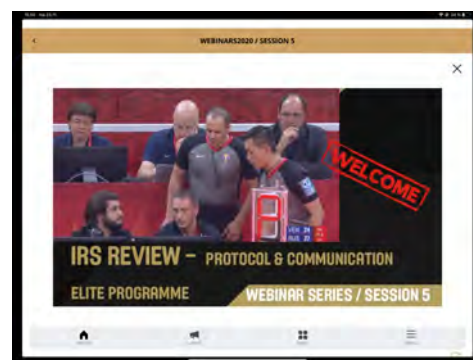 WEBINARS2020 / SESSION 5
WELCOME
IRS REVIEW - PROTOCOL & COMMUNICATION
ELITE PROGRAMME
WEBINAR SERIES / SESSION 5